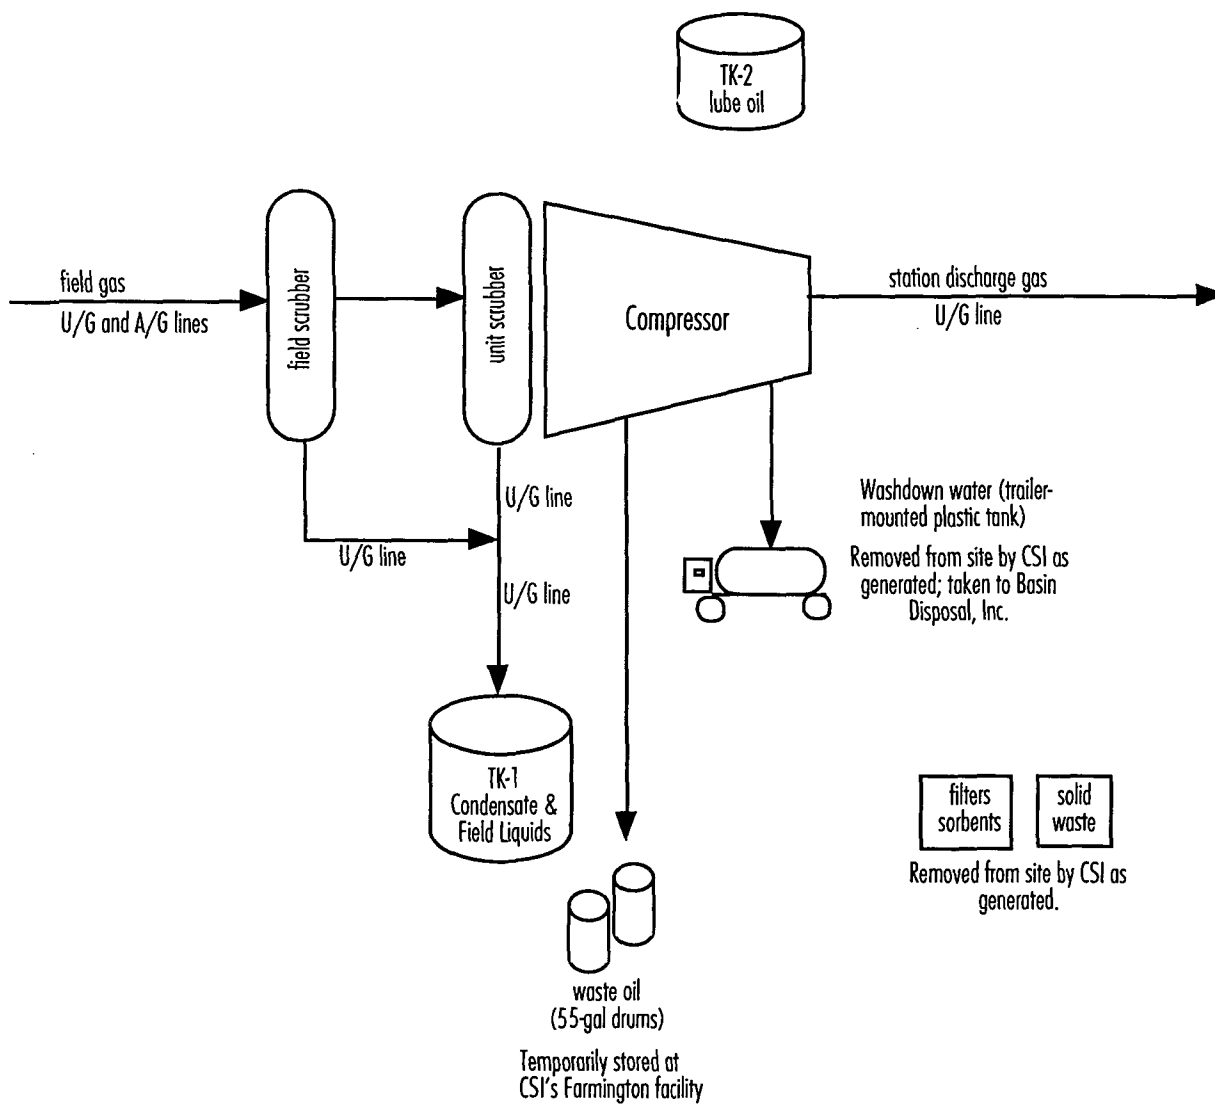 TK-2
lube oil
field gas
U/G and A/G lines
field scrubber
unit scrubber
Compressor
station discharge gas
U/G line
U/G line
U/G line
U/G line
Washdown water (trailer-
mounted plastic tank)
Removed from site by CSI as
generated; taken to Basin
Disposal, Inc.
TK-1
Condensate &
Field Liquids
filters
sorbents
solid
waste
Removed from site by CSI as
generated.
waste oil
(55-gal drums)
Temporarily stored at
CSI's Farmington facility